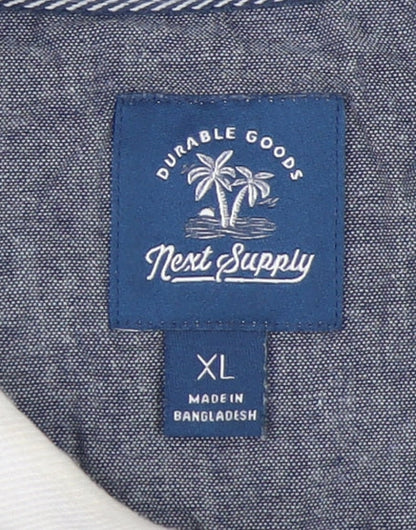 DURABLE GOODS
Next Supply
XL
MADE IN
BANGLADESH